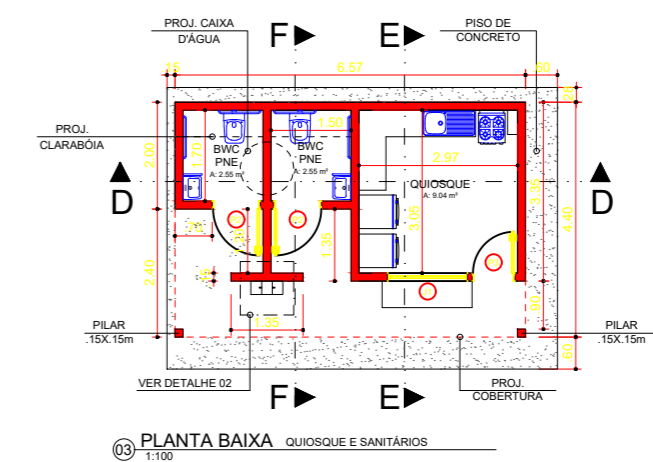 PROJ. CAIXA
D'ÁGUA
F
E
PISO DE
CONCRETO
15
6.57
60
25
PROJ.
CLARABÓIA
2.00
1.70
BWC
PNE
A: 2.55 m²
1.50
BWC
PNE
A: 2.55 m²
2.97
QUIOSQUE
A: 9.04 m²
3.05
3.35
4.40
D
D
70
1.35
2.40
15
1.35
90
60
PILAR
.15X.15m
PILAR
.15X.15m
VER DETALHE 02
F
E
PROJ.
COBERTURA
03
PLANTA BAIXA QUIOSQUE E SANITÁRIOS
1:100